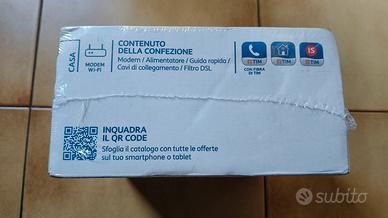 CASA
MODEM
Wi-Fi
CONTENUTO
DELLA CONFEZIONE
Modem / Alimentatore / Guida rapida /
Cavi di collegamento / Filtro DSL
TIM
TIM
TIM
CON FIBRA
DI TIM
INQUADRA
IL QR CODE
Sfoglia il catalogo con tutte le offerte
sul tuo smartphone o tablet
subito